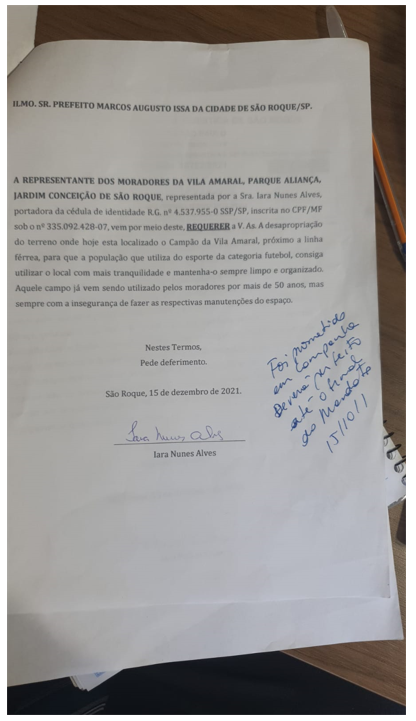 ILMO. SR. PREFEITO MARCOS AUGUSTO ISSA DA CIDADE DE SÃO ROQUE/SP.
A REPRESENTANTE DOS MORADORES DA VILA AMARAL, PARQUE ALIANÇA,
JARDIM CONCEIÇÃO DE SÃO ROQUE, representada por a Sra. Iara Nunes Alves,
portadora da cédula de identidade R.G. nº 4.537.955-0 SSP/SP, inscrita no CPF/MF
sob o nº 335.092.428-07, vem por meio deste, REQUERER a V. As. A desapropriação
do terreno onde hoje esta localizado o Campão da Vila Amaral, próximo a linha
férrea, para que a população que utiliza do esporte da categoria futebol, consiga
utilizar o local com mais tranquilidade e mantenha-o sempre limpo e organizado.
Aquele campo já vem sendo utilizado pelos moradores por mais de 50 anos, mas
sempre com a insegurança de fazer as respectivas manutenções do espaço.
Nestes Termos,
Pede deferimento.
São Roque, 15 de dezembro de 2021.
Iara Nunes Alves
Iara Nunes Alves
Foi prometido
em Campanha
Deverá ser feito
até o final
do Mandato
15/10/1